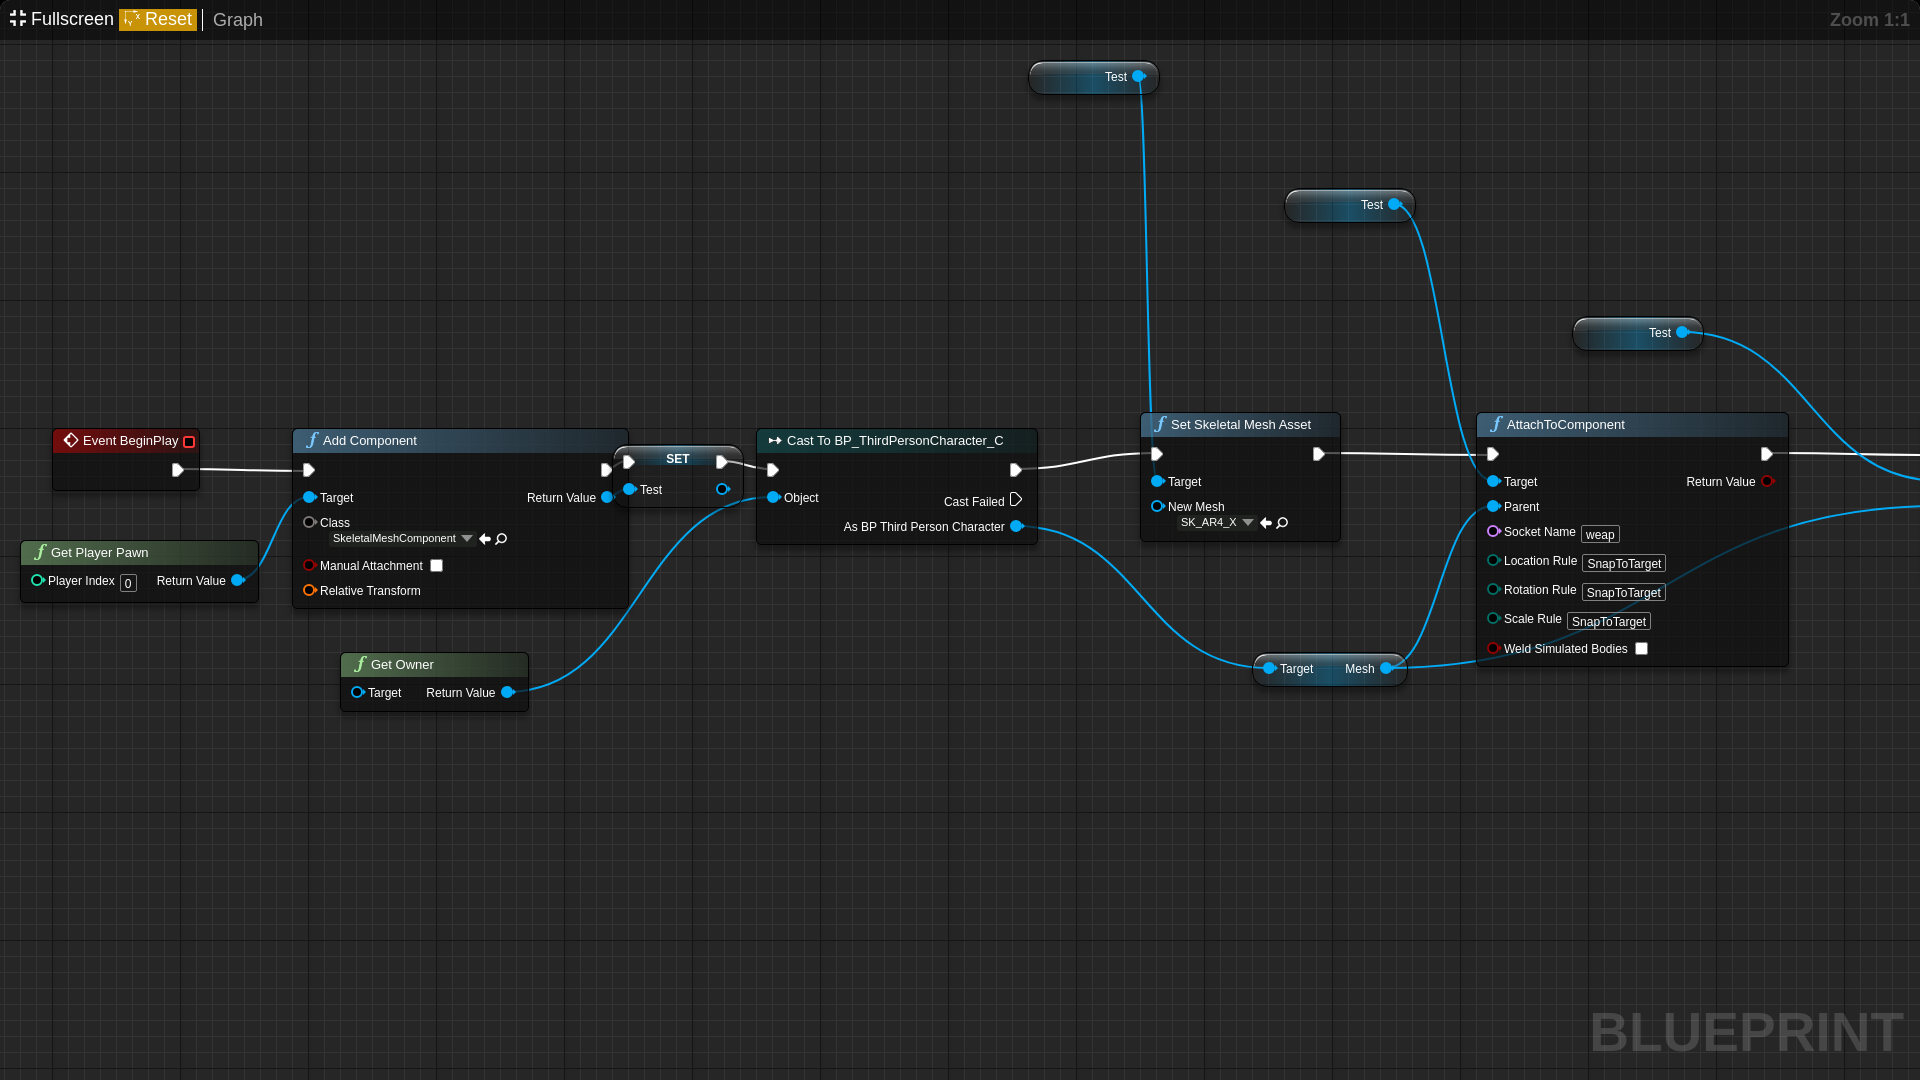 Fullscreen Reset Graph
Zoom 1:1
Test
Test
Test
Event BeginPlay
Get Player Pawn
Player Index 0 Return Value
Add Component
Target Return Value
Class
SkeletalMeshComponent
Manual Attachment
Relative Transform
Get Owner
Target Return Value
SET
Test
Cast To BP_ThirdPersonCharacter_C
Object
Cast Failed
As BP Third Person Character
Set Skeletal Mesh Asset
Target
New Mesh
SK_AR4_X
Target Mesh
AttachToComponent
Target Return Value
Parent
Socket Name weap
Location Rule SnapToTarget
Rotation Rule SnapToTarget
Scale Rule SnapToTarget
Weld Simulated Bodies
BLUEPRINT